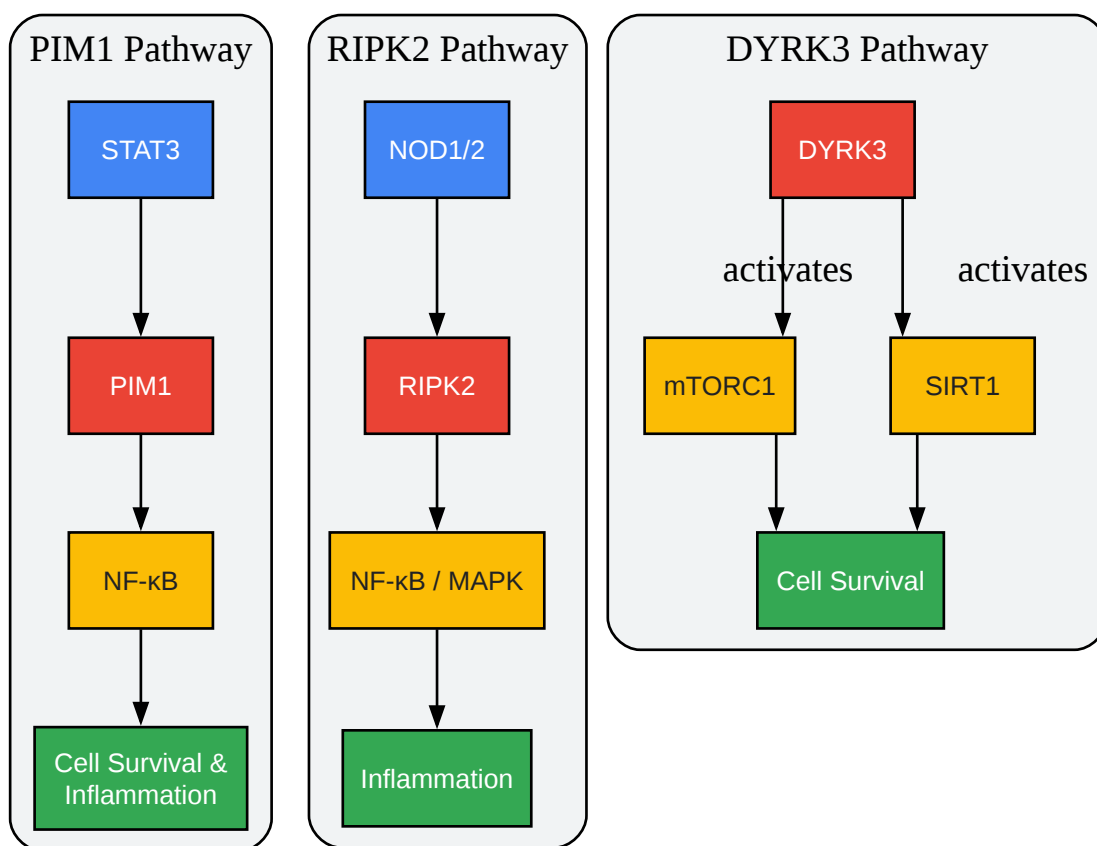 PIM1 Pathway
STAT3
PIM1
NF-κB
Cell Survival &
Inflammation
RIPK2 Pathway
NOD1/2
RIPK2
NF-κB / MAPK
Inflammation
DYRK3 Pathway
DYRK3
activates
activates
mTORC1
SIRT1
Cell Survival